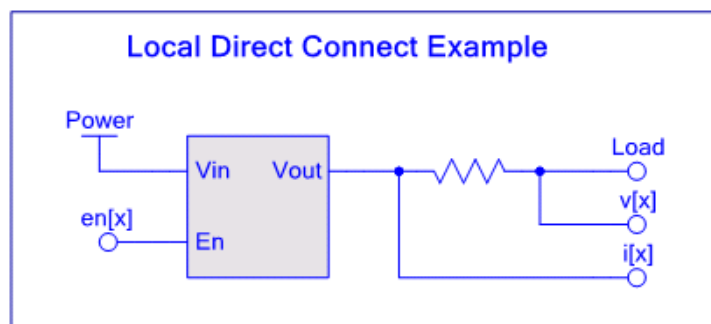 Local Direct Connect Example
Power
Load
Vin
Vout
v[x]
en[x]
En
i[x]